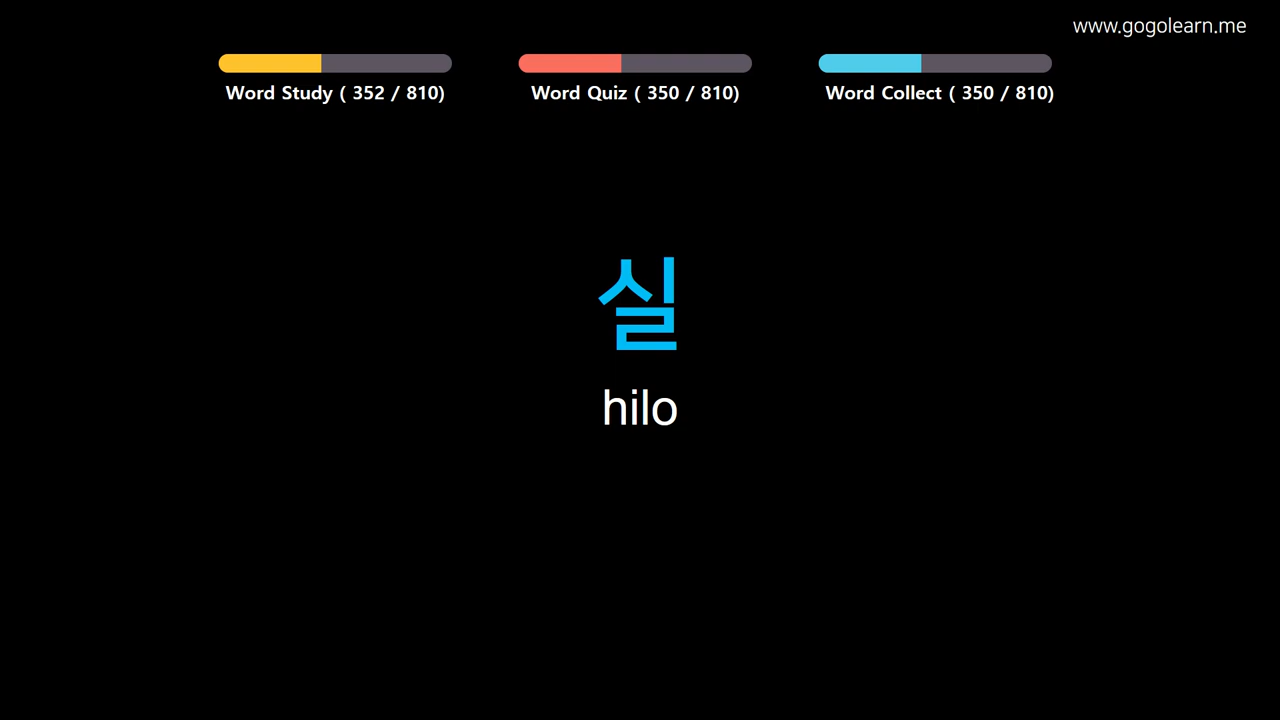 www.gogolearn.me
Word Study ( 352 / 810)
Word Quiz ( 350 / 810)
Word Collect ( 350 / 810)
실
hilo